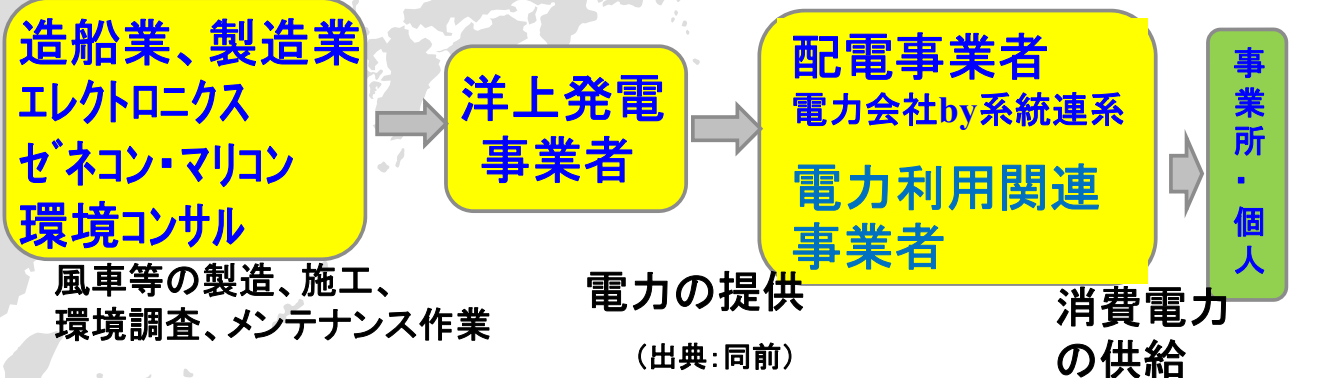 造船業、製造業
エレクトロニクス
ゼネコン・マリコン
環境コンサル
風車等の製造、施工、
環境調査、メンテナンス作業
洋上発電
事業者
電力の提供
（出典：同前）
配電事業者
電力会社by系統連系
電力利用関連
事業者
消費電力
の供給
事業所・個人